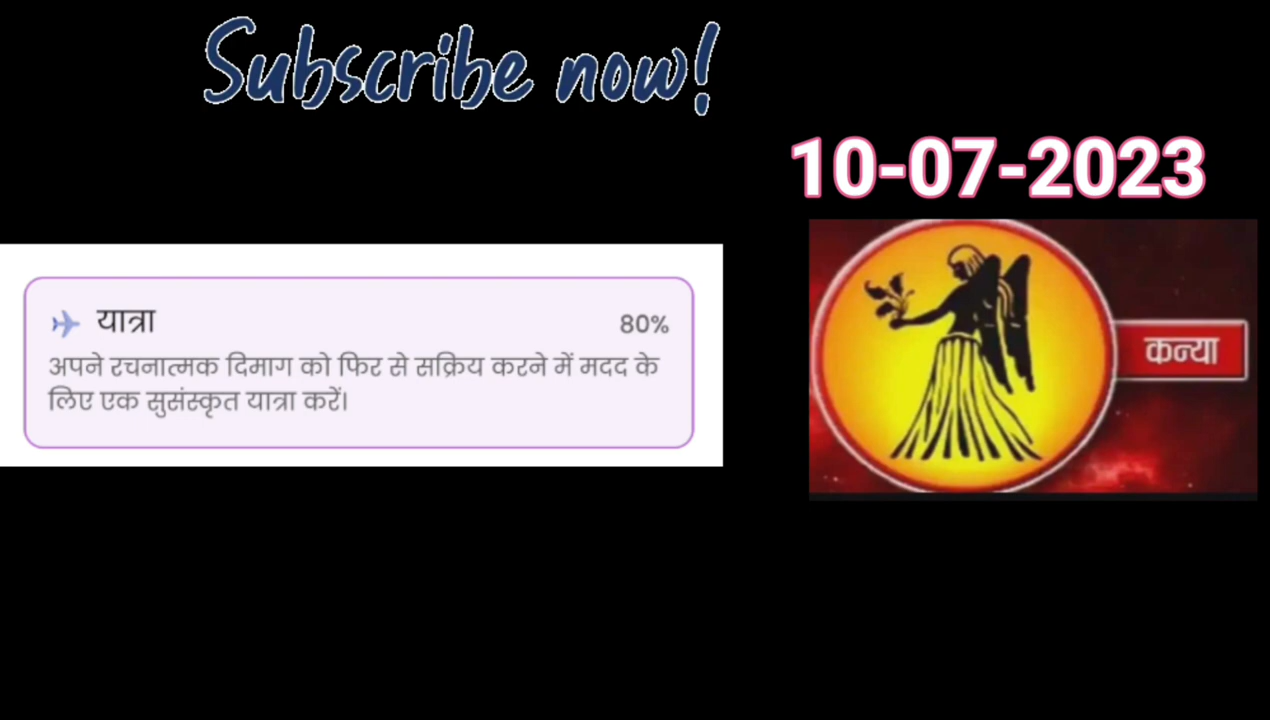 Subscribe now!
10-07-2023
यात्रा 80%
अपने रचनात्मक दिमाग को फिर से सक्रिय करने में मदद के
लिए एक सुसंस्कृत यात्रा करें।
कन्या